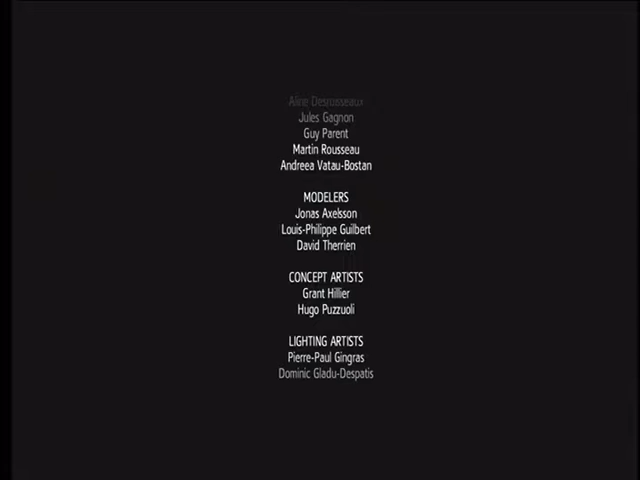 Aline Desrosseaux
Jules Gagnon
Guy Parent
Martin Rousseau
Andreea Vatau-Bostan
MODELERS
Jonas Axelsson
Louis-Philippe Guilbert
David Therrien
CONCEPT ARTISTS
Grant Hillier
Hugo Puzzuoli
LIGHTING ARTISTS
Pierre-Paul Gingras
Dominic Gladu-Despatis